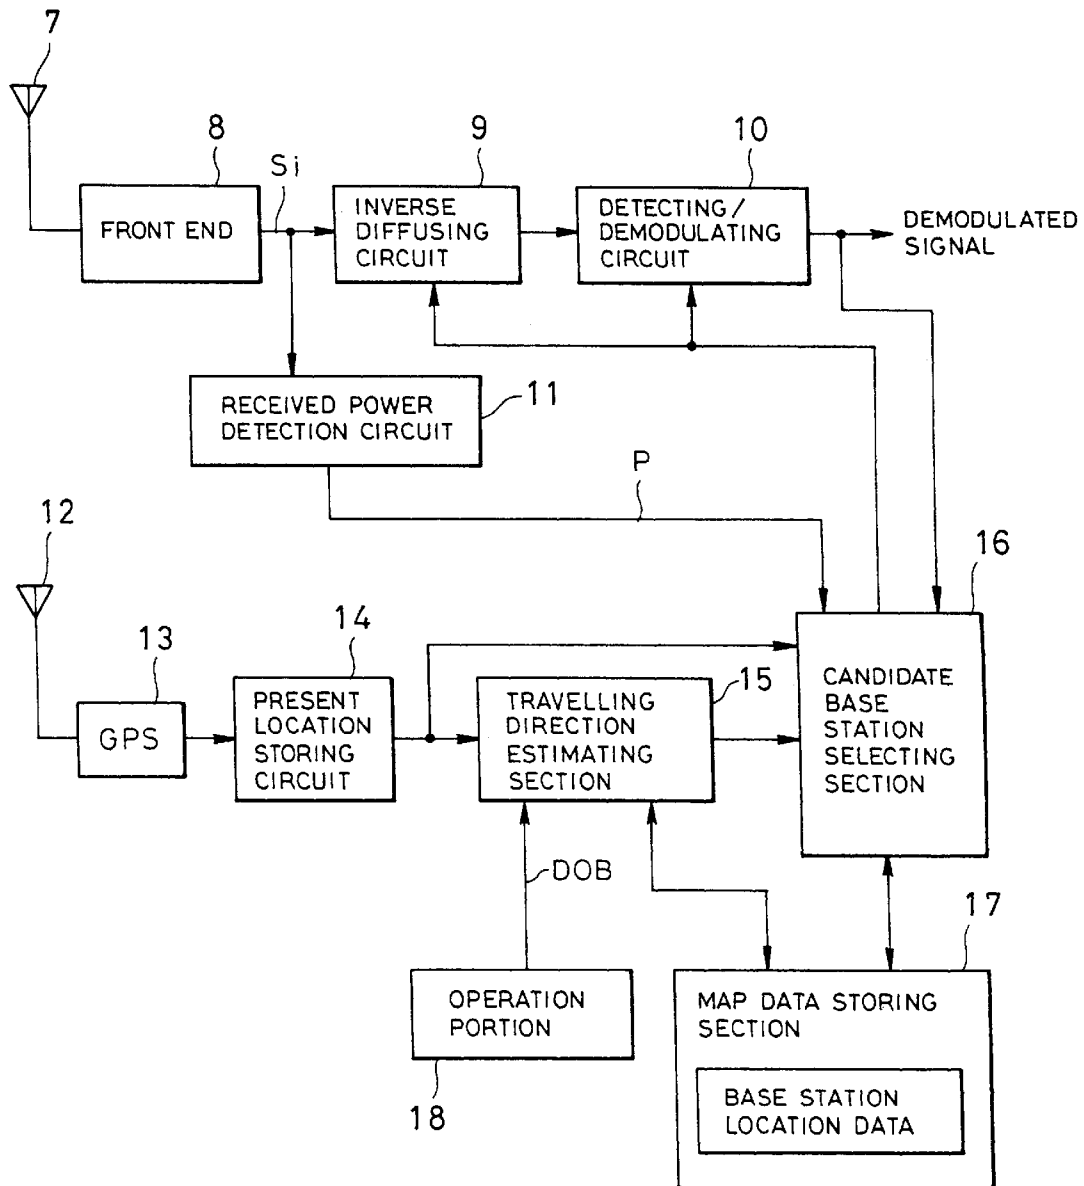 7
8
Si
9
10
FRONT END
INVERSE
DIFFUSING
CIRCUIT
DETECTING/
DEMODULATING
CIRCUIT
DEMODULATED
SIGNAL
RECEIVED POWER
DETECTION CIRCUIT
11
P
12
13
14
15
16
GPS
PRESENT
LOCATION
STORING
CIRCUIT
TRAVELLING
DIRECTION
ESTIMATING
SECTION
CANDIDATE
BASE
STATION
SELECTING
SECTION
DOB
17
OPERATION
PORTION
18
MAP DATA STORING
SECTION
BASE STATION
LOCATION DATA